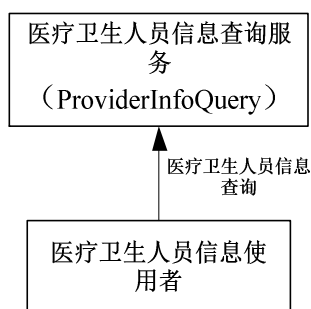 医疗卫生人员信息查询服
务
（ProviderInfoQuery）
医疗卫生人员信息
查询
医疗卫生人员信息使
用者